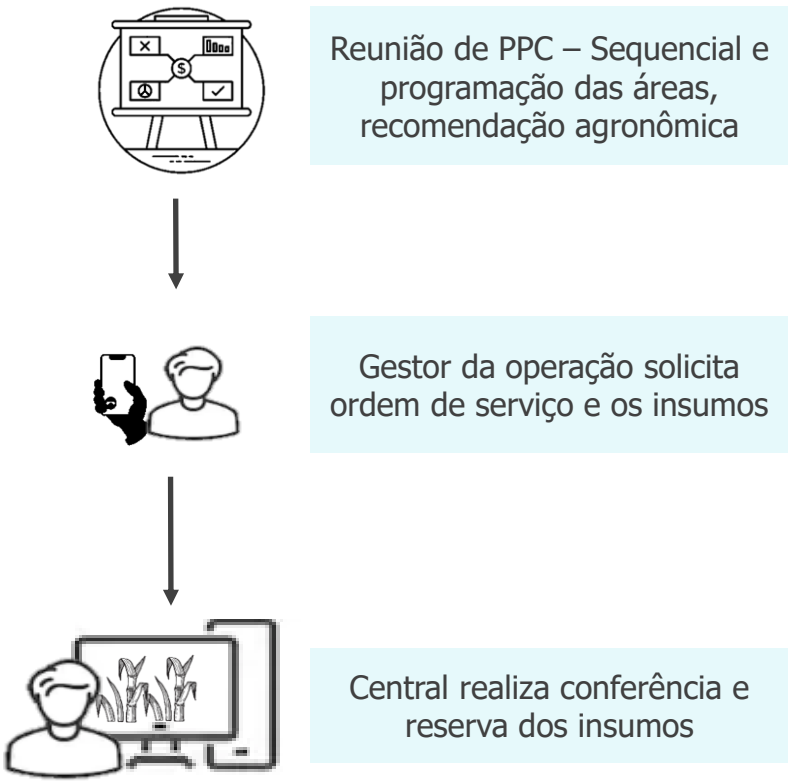 Reunião de PPC – Sequencial e
programação das áreas,
recomendação agronômica
Gestor da operação solicita
ordem de serviço e os insumos
Central realiza conferência e
reserva dos insumos